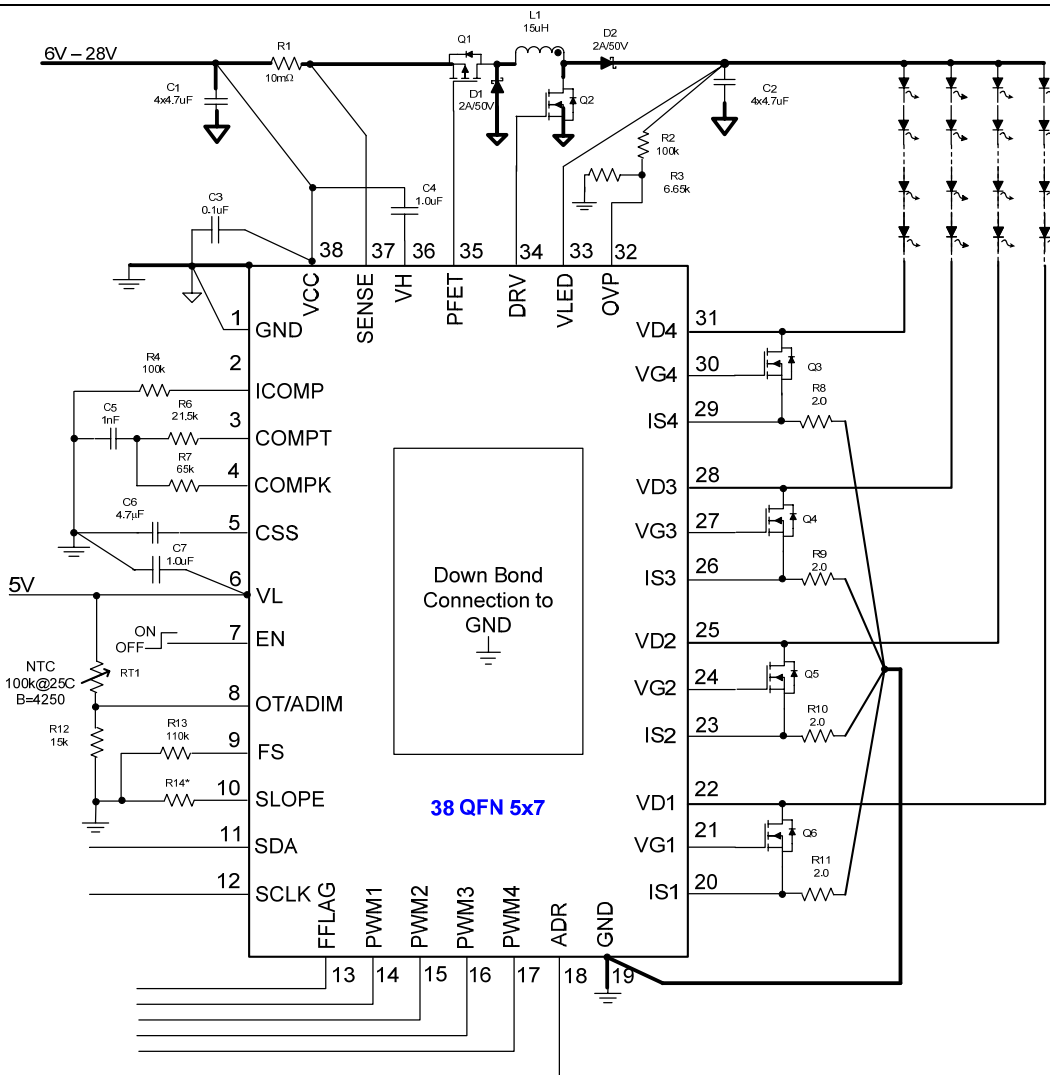 6V – 28V
R1
10mΩ
Q1
L1
15uH
D2
2A/50V
C1
4x4.7uF
D1
2A/50V
Q2
C2
4x4.7uF
R2
100k
R3
6.65k
C3
0.1uF
C4
1.0uF
38
37
36
35
34
33
32
VCC
SENSE
VH
PFET
DRV
VLED
OVP
1
GND
2
ICOMP
R4
100k
3
COMPT
C5
1nF
R6
21.5k
4
COMPK
R7
65k
5
CSS
C6
4.7µF
C7
1.0uF
6
VL
5V
7
EN
ON
OFF
NTC
100k@25C
B=4250
RT1
8
OT/ADIM
R12
15k
R13
110k
9
FS
R14*
10
SLOPE
11
SDA
12
SCLK
Down Bond
Connection to
GND
38 QFN 5x7
VD4
31
VG4
30
Q3
IS4
29
R8
2.0
VD3
28
VG3
27
Q4
IS3
26
R9
2.0
VD2
25
VG2
24
Q5
IS2
23
R10
2.0
VD1
22
VG1
21
Q6
IS1
20
R11
2.0
FFLAG
PWM1
PWM2
PWM3
PWM4
ADR
GND
13
14
15
16
17
18
19